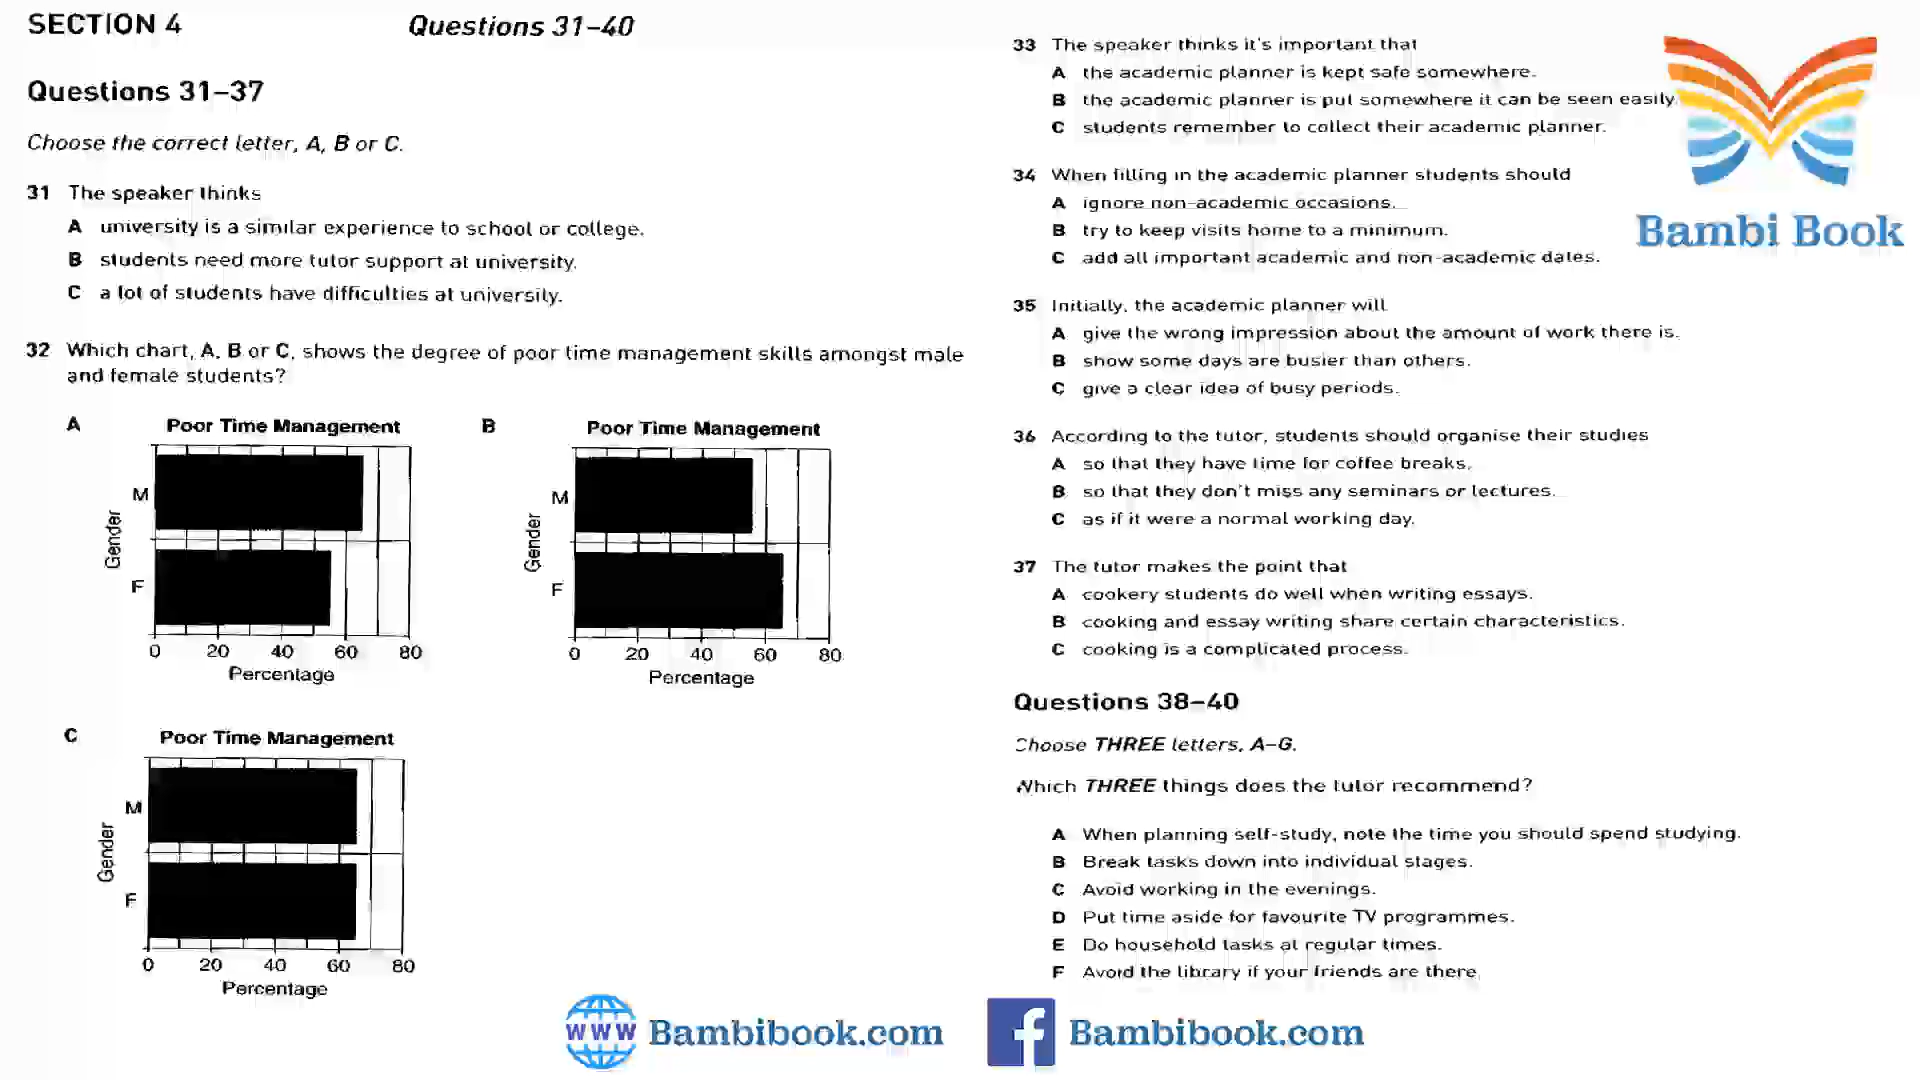 SECTION 4 Questions 31–40
Questions 31–37
Choose the correct letter, A, B or C.
31 The speaker thinks
A university is a similar experience to school or college.
B students need more tutor support at university.
C a lot of students have difficulties at university.
32 Which chart, A, B or C, shows the degree of poor time management skills amongst male
and female students?
A Poor Time Management
Gender
M
F
0 20 40 60 80
Percentage
B Poor Time Management
Gender
M
F
0 20 40 60 80
Percentage
C Poor Time Management
Gender
M
F
0 20 40 60 80
Percentage
33 The speaker thinks it's important that
A the academic planner is kept safe somewhere.
B the academic planner is put somewhere it can be seen easily.
C students remember to collect their academic planner.
34 When filling in the academic planner students should
A ignore non-academic occasions.
B try to keep visits home to a minimum.
C add all important academic and non-academic dates.
35 Initially, the academic planner will
A give the wrong impression about the amount of work there is.
B show some days are busier than others.
C give a clear idea of busy periods.
36 According to the tutor, students should organise their studies
A so that they have time for coffee breaks.
B so that they don't miss any seminars or lectures.
C as if it were a normal working day.
37 The tutor makes the point that
A cookery students do well when writing essays.
B cooking and essay writing share certain characteristics.
C cooking is a complicated process.
Questions 38–40
Choose THREE letters, A–G.
Which THREE things does the tutor recommend?
A When planning self-study, note the time you should spend studying.
B Break tasks down into individual stages.
C Avoid working in the evenings.
D Put time aside for favourite TV programmes.
E Do household tasks at regular times.
F Avoid the library if your friends are there
Bambi Book
WWW Bambibook.com
f Bambibook.com